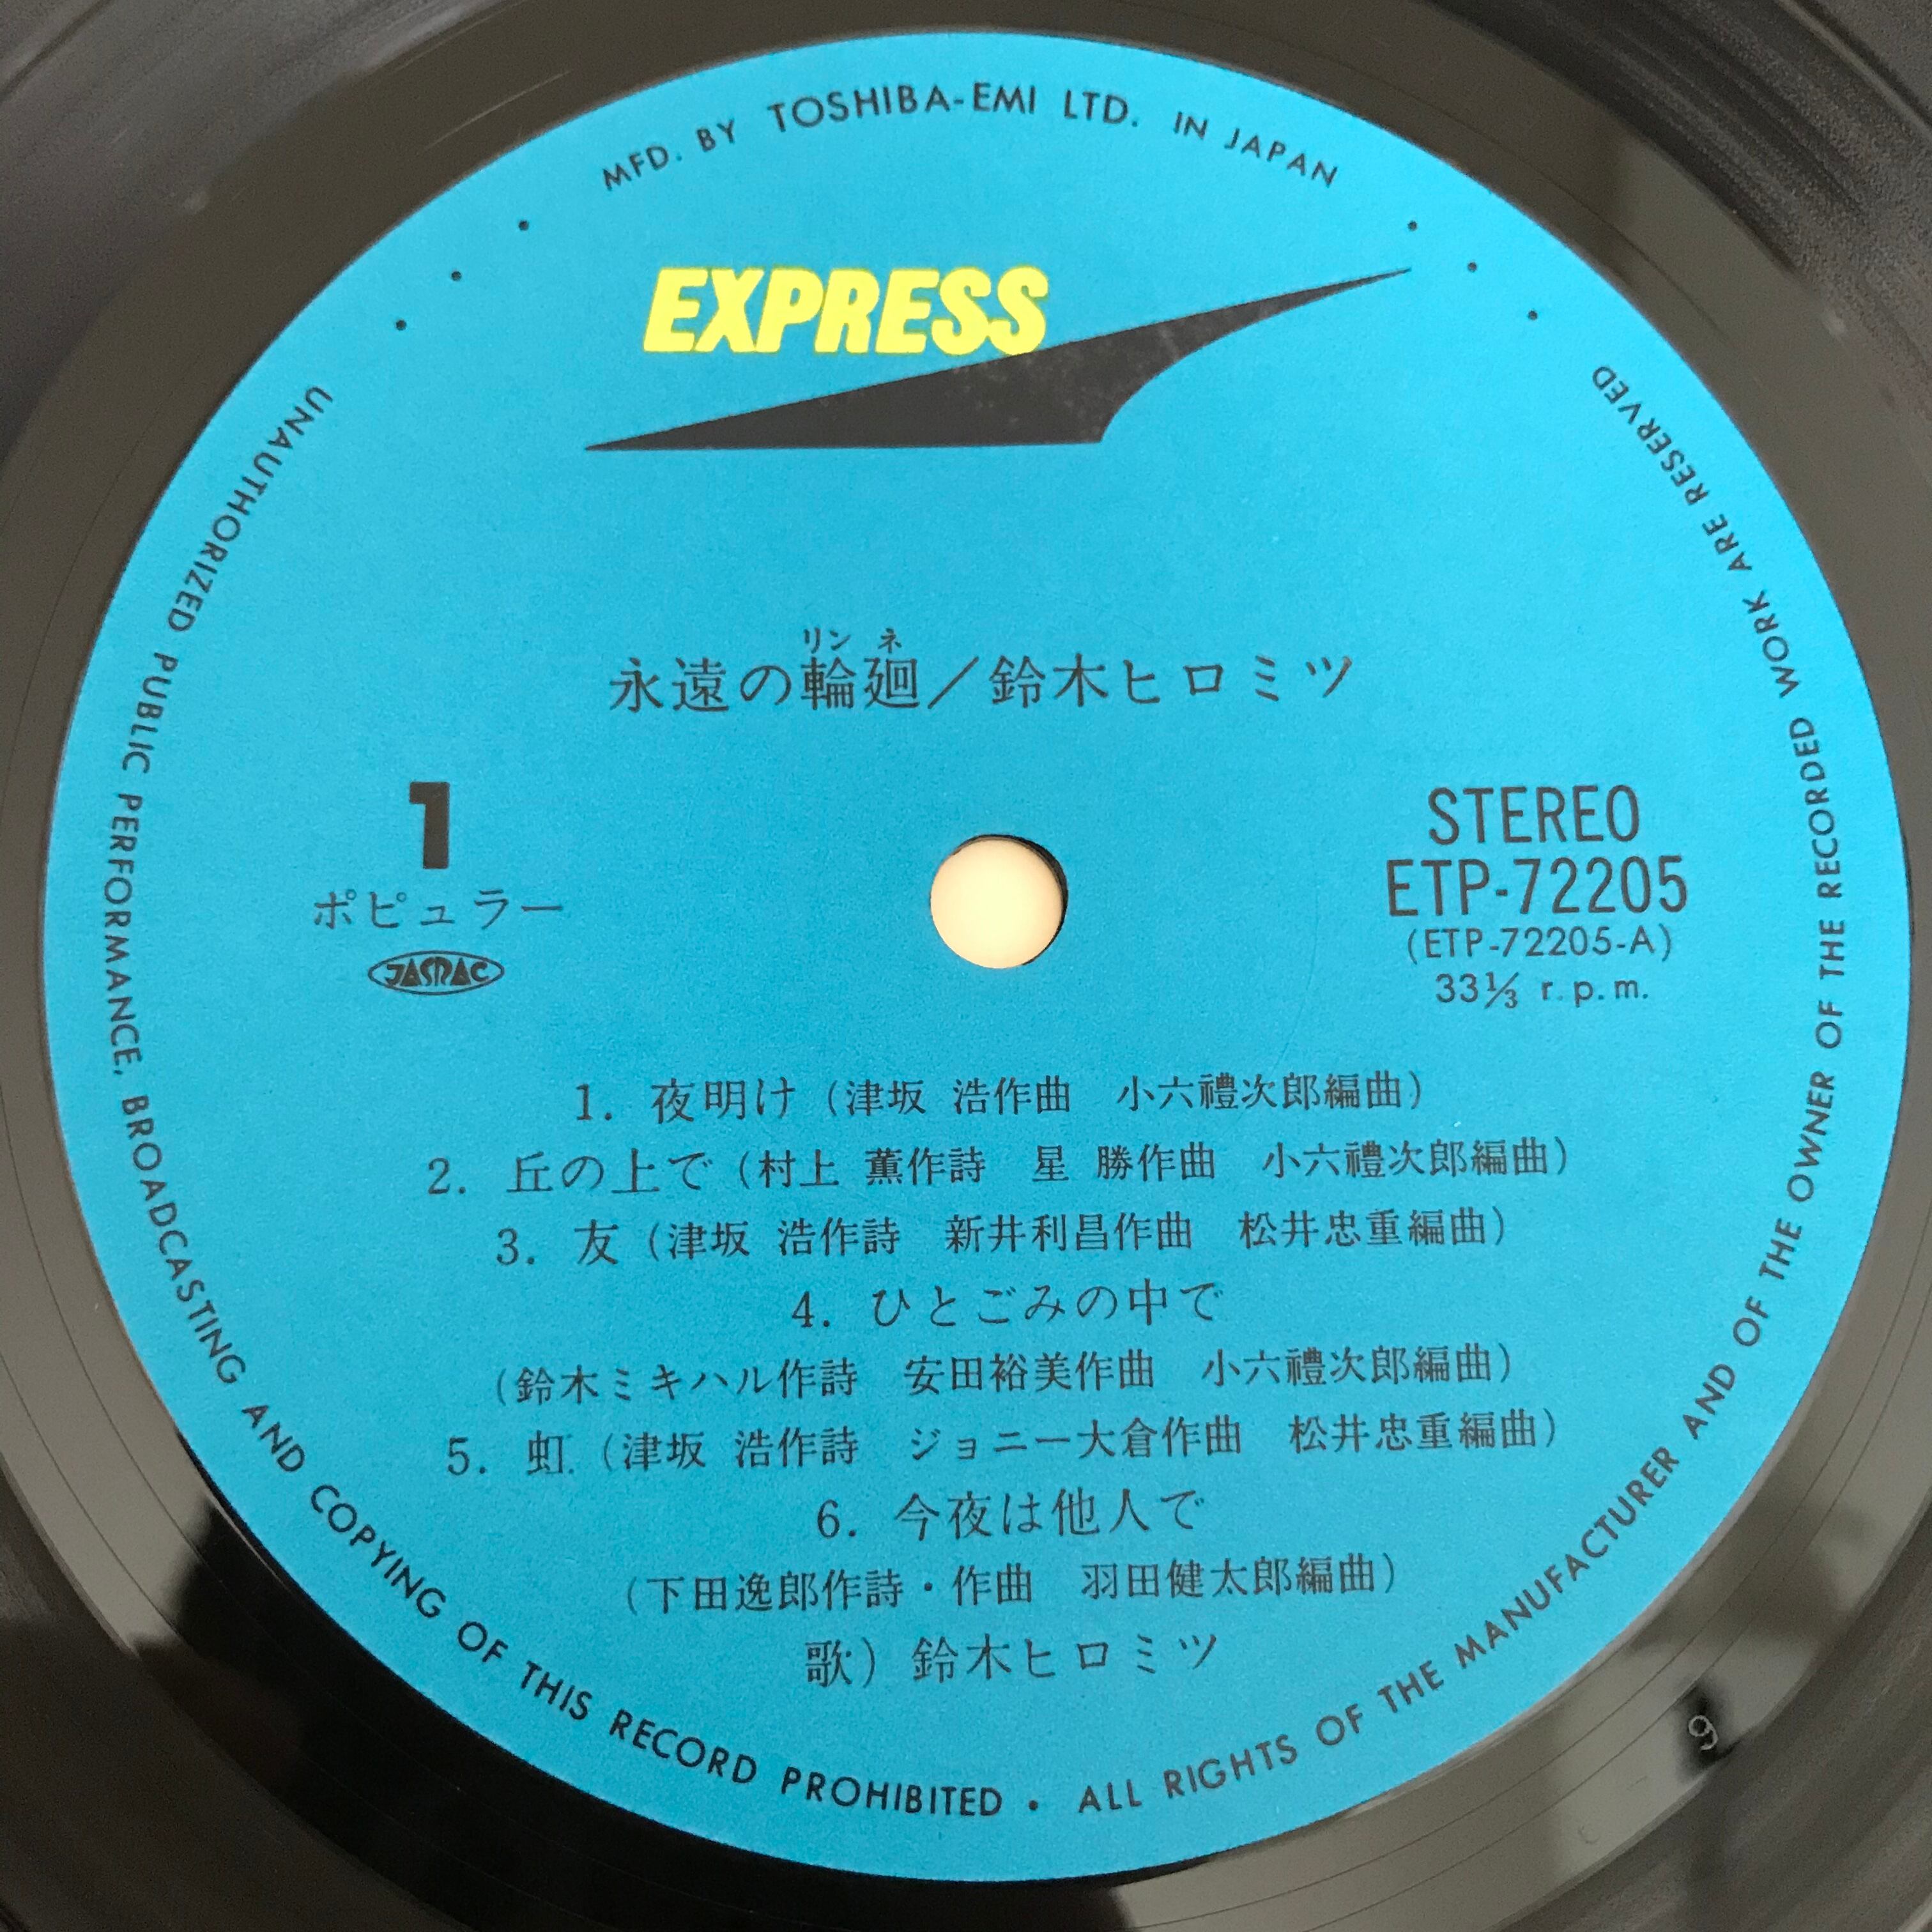 MFD. BY TOSHIBA-EMI LTD. IN JAPAN
EXPRESS
リンネ
永遠の輪廻／鈴木ヒロミツ
1
ポピュラー
JASRAC
STEREO
ETP-72205
(ETP-72205-A)
33⅓ r.p.m.
1. 夜明け (津坂 浩作曲 小六禮次郎編曲)
2. 丘の上で (村上 薫作詩 星 勝作曲 小六禮次郎編曲)
3. 友 (津坂 浩作詩 新井利昌作曲 松井忠重編曲)
4. ひとごみの中で
(鈴木ミキハル作詩 安田裕美作曲 小六禮次郎編曲)
5. 虹 (津坂 浩作詩 ジョニー大倉作曲 松井忠重編曲)
6. 今夜は他人で
(下田逸郎作詩・作曲 羽田健太郎編曲)
歌) 鈴木ヒロミツ
UNAUTHORIZED PUBLIC PERFORMANCE, BROADCASTING AND COPYING OF THIS RECORD PROHIBITED • ALL RIGHTS OF THE MANUFACTURER AND OF THE OWNER OF THE RECORDED WORK ARE RESERVED